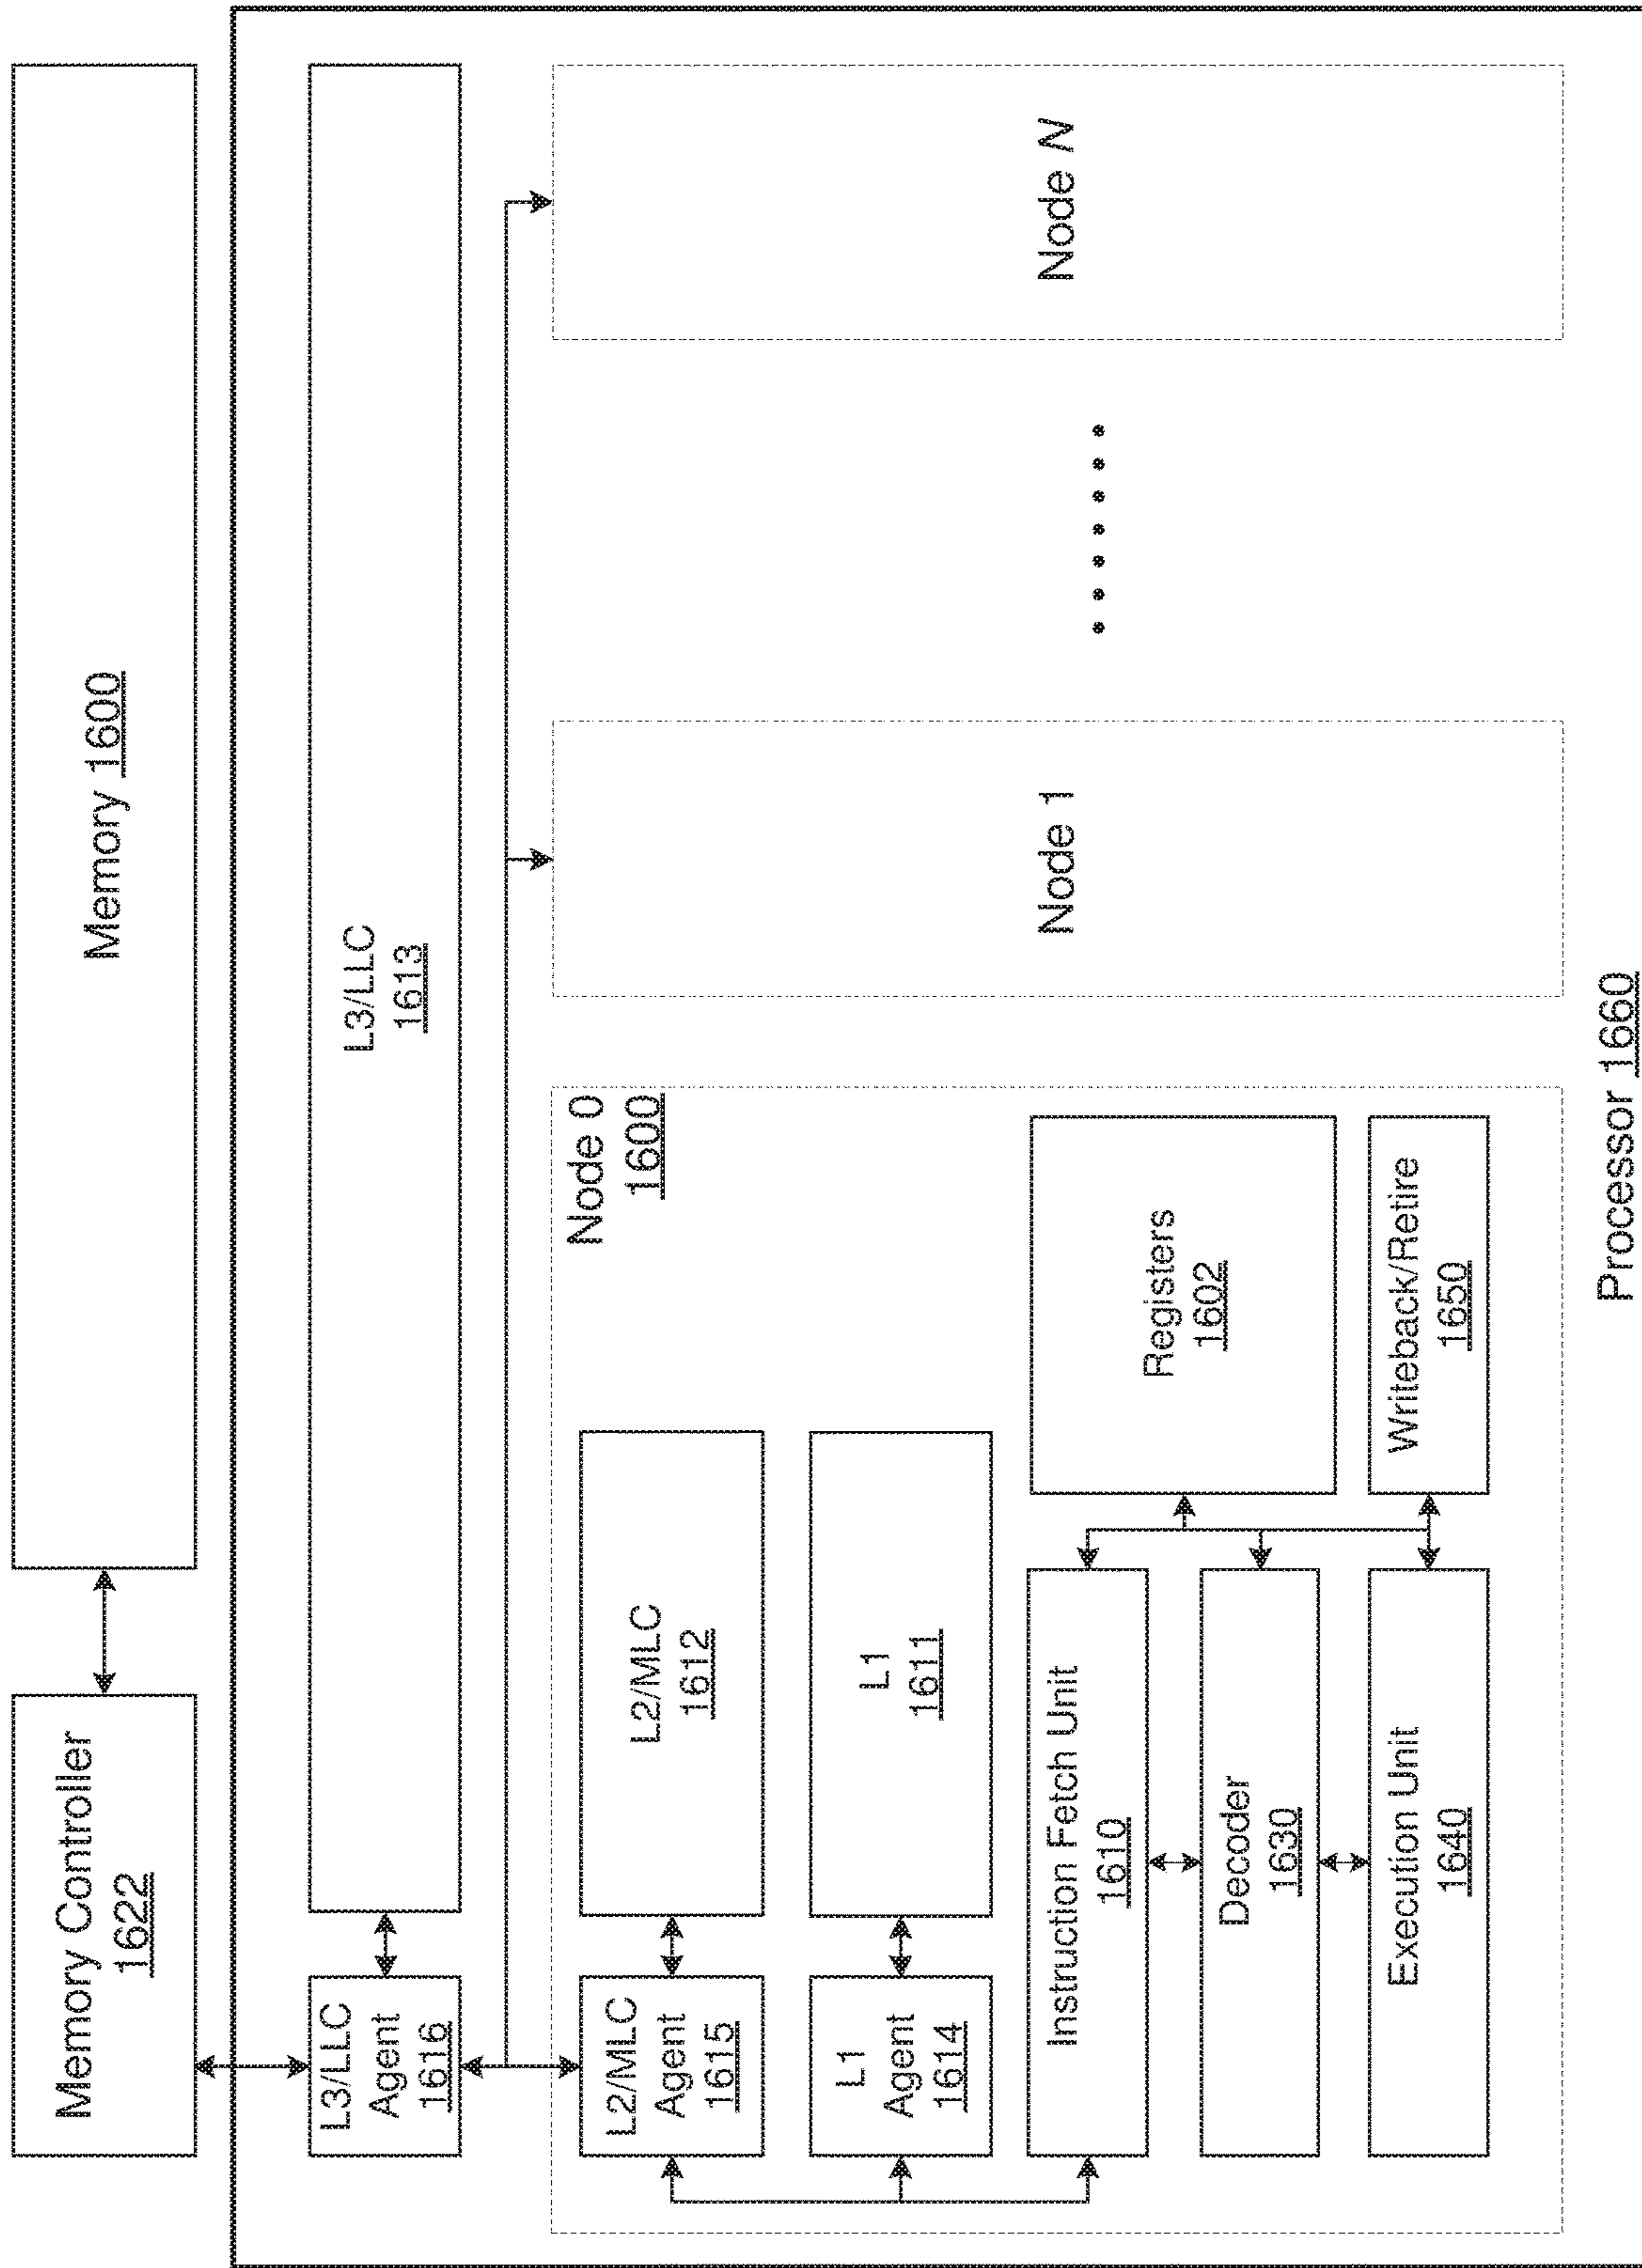 Memory Controller
1622
Memory 1600
L3/LLC
Agent
1616
L3/LLC
1613
Node 0
1600
L2/MLC
Agent
1615
L2/MLC
1612
L1
Agent
1614
L1
1611
Instruction Fetch Unit
1610
Decoder
1630
Execution Unit
1640
Registers
1602
Writeback/Retire
1650
Node 1
Node N
Processor 1660